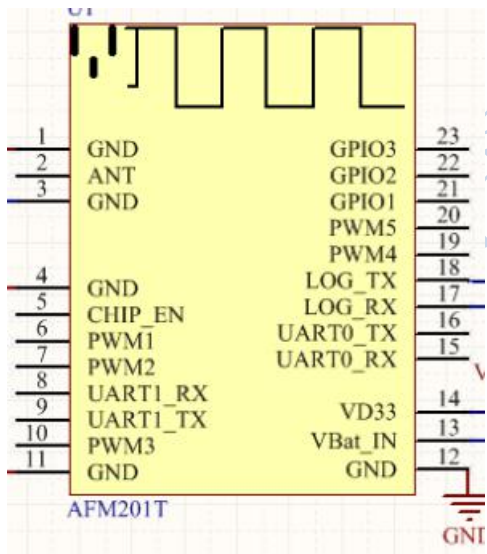 1 GND GPIO3 23
2 ANT GPIO2 22
3 GND GPIO1 21
PWM5 20
PWM4 19
4 GND LOG_TX 18
5 CHIP_EN LOG_RX 17
6 PWM1 UART0_TX 16
7 PWM2 UART0_RX 15
8 UART1_RX
9 UART1_TX VD33 14
10 PWM3 VBat_IN 13
11 GND GND 12
AFM201T
GND